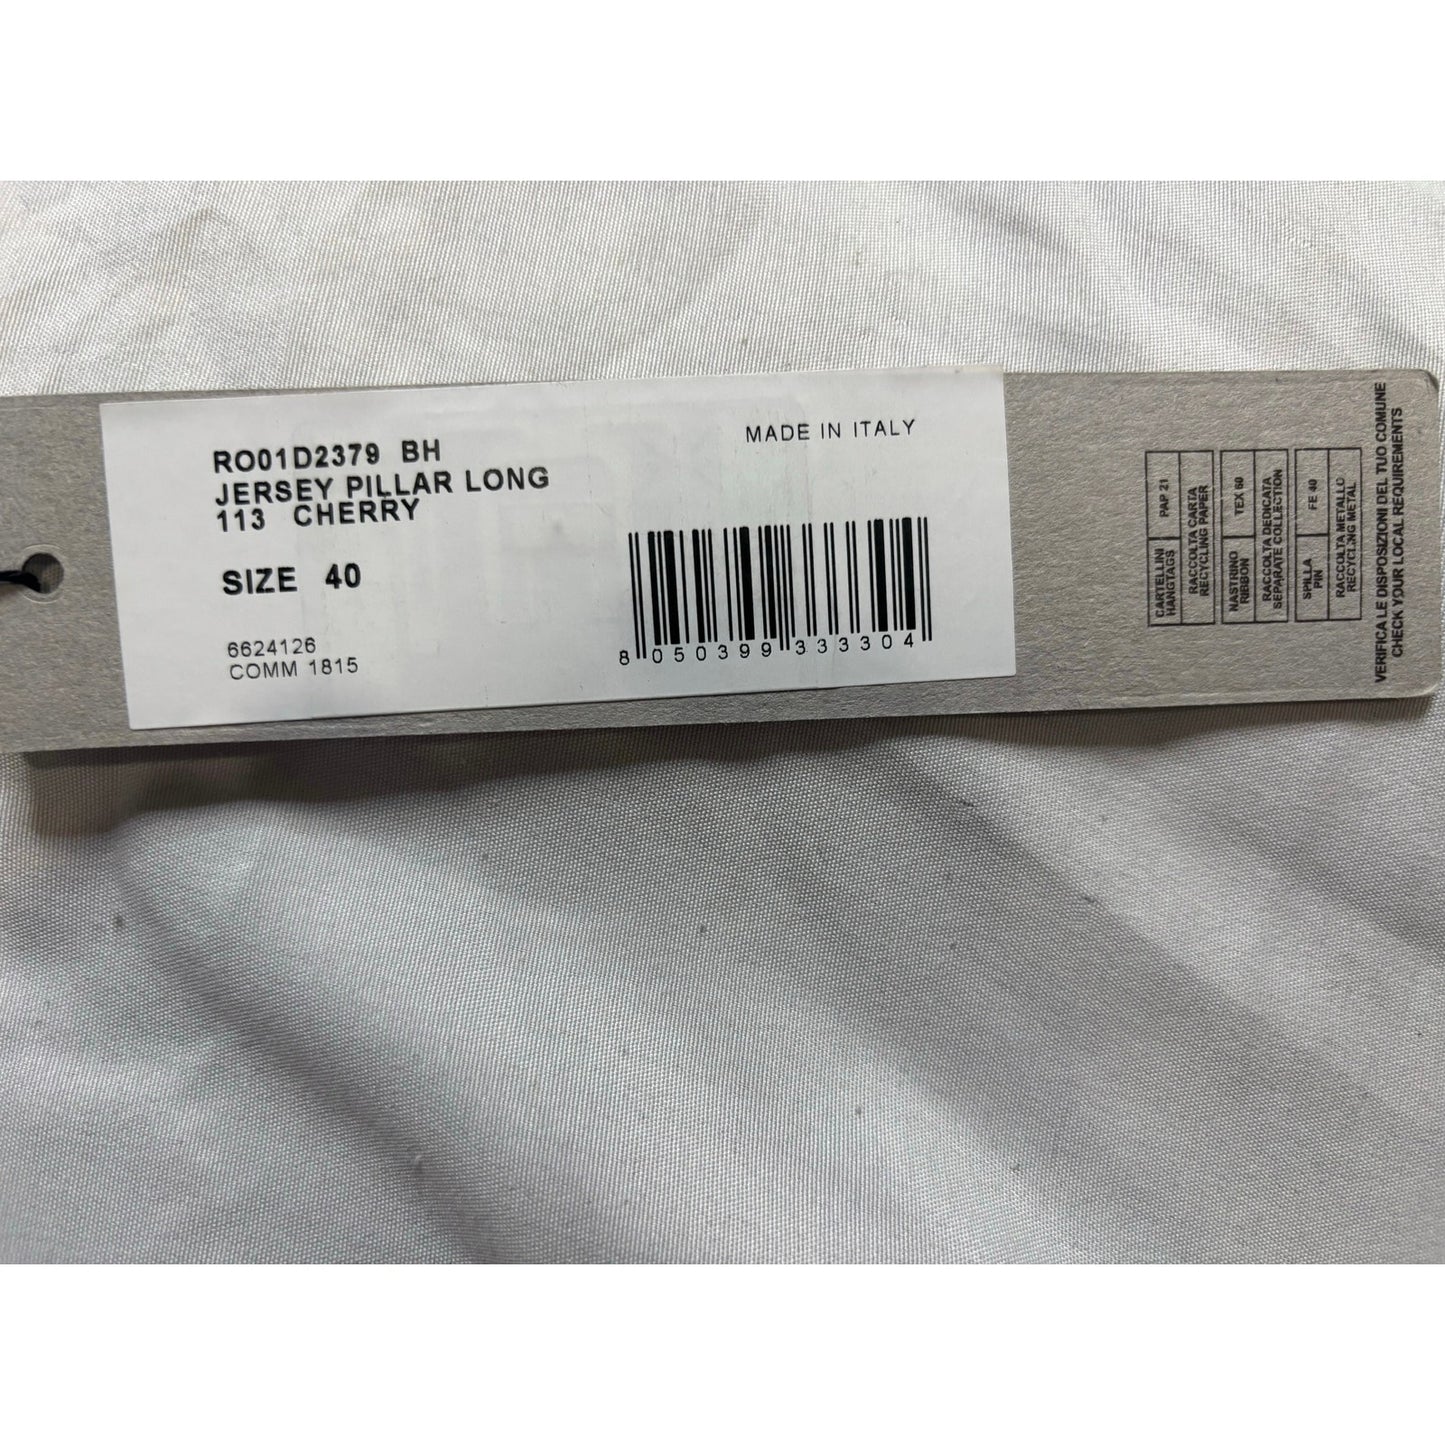 RO01D2379 BH
JERSEY PILLAR LONG
113 CHERRY
SIZE 40
6624126
COMM 1815
MADE IN ITALY
8 050399 333304
CARTELLINI
HANGTAGS
PAP 21
RACCOLTA CARTA
RECYCLING PAPER
NASTRINO
RIBBON
TEX 60
RACCOLTA DEDICATA
SEPARATE COLLECTION
SPILLA
PIN
FE 40
RACCOLTA METALLO
RECYCLING METAL
VERIFICA LE DISPOSIZIONI DEL TUO COMUNE
CHECK YOUR LOCAL REQUIREMENTS